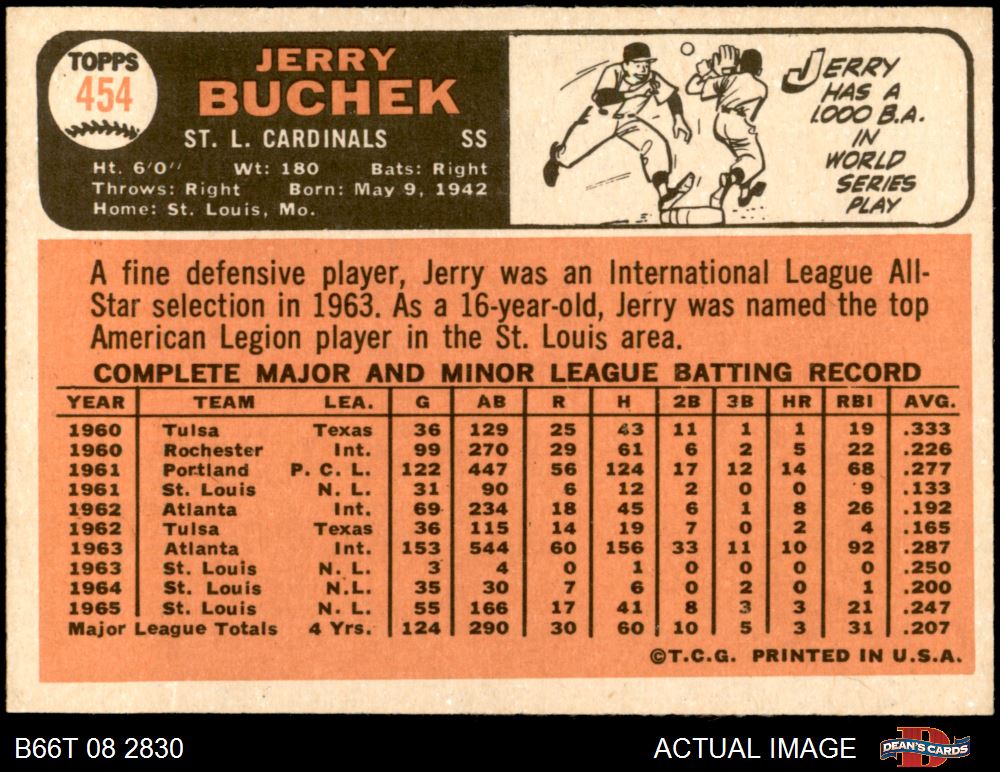 TOPPS
454
JERRY
BUCHEK
ST. L. CARDINALS SS
Ht. 6'0" Wt: 180 Bats: Right
Throws: Right Born: May 9, 1942
Home: St. Louis, Mo.
JERRY
HAS A
1.000 B.A.
IN
WORLD
SERIES
PLAY
A fine defensive player, Jerry was an International League All-
Star selection in 1963. As a 16-year-old, Jerry was named the top
American Legion player in the St. Louis area.
COMPLETE MAJOR AND MINOR LEAGUE BATTING RECORD
YEAR TEAM LEA. G AB R H 2B 3B HR RBI AVG.
1960 Tulsa Texas 36 129 25 43 11 1 1 19 .333
1960 Rochester Int. 99 270 29 61 6 2 5 22 .226
1961 Portland P. C. L. 122 447 56 124 17 12 14 68 .277
1961 St. Louis N. L. 31 90 6 12 2 0 0 9 .133
1962 Atlanta Int. 69 234 18 45 6 1 8 26 .192
1962 Tulsa Texas 36 115 14 19 7 0 2 4 .165
1963 Atlanta Int. 153 544 60 156 33 11 10 92 .287
1963 St. Louis N. L. 3 4 0 1 0 0 0 0 .250
1964 St. Louis N.L. 35 30 7 6 0 2 0 1 .200
1965 St. Louis N. L. 55 166 17 41 8 3 3 21 .247
Major League Totals 4 Yrs. 124 290 30 60 10 5 3 31 .207
©T.C.G. PRINTED IN U.S.A.
B66T 08 2830 ACTUAL IMAGE DEAN'S CARDS